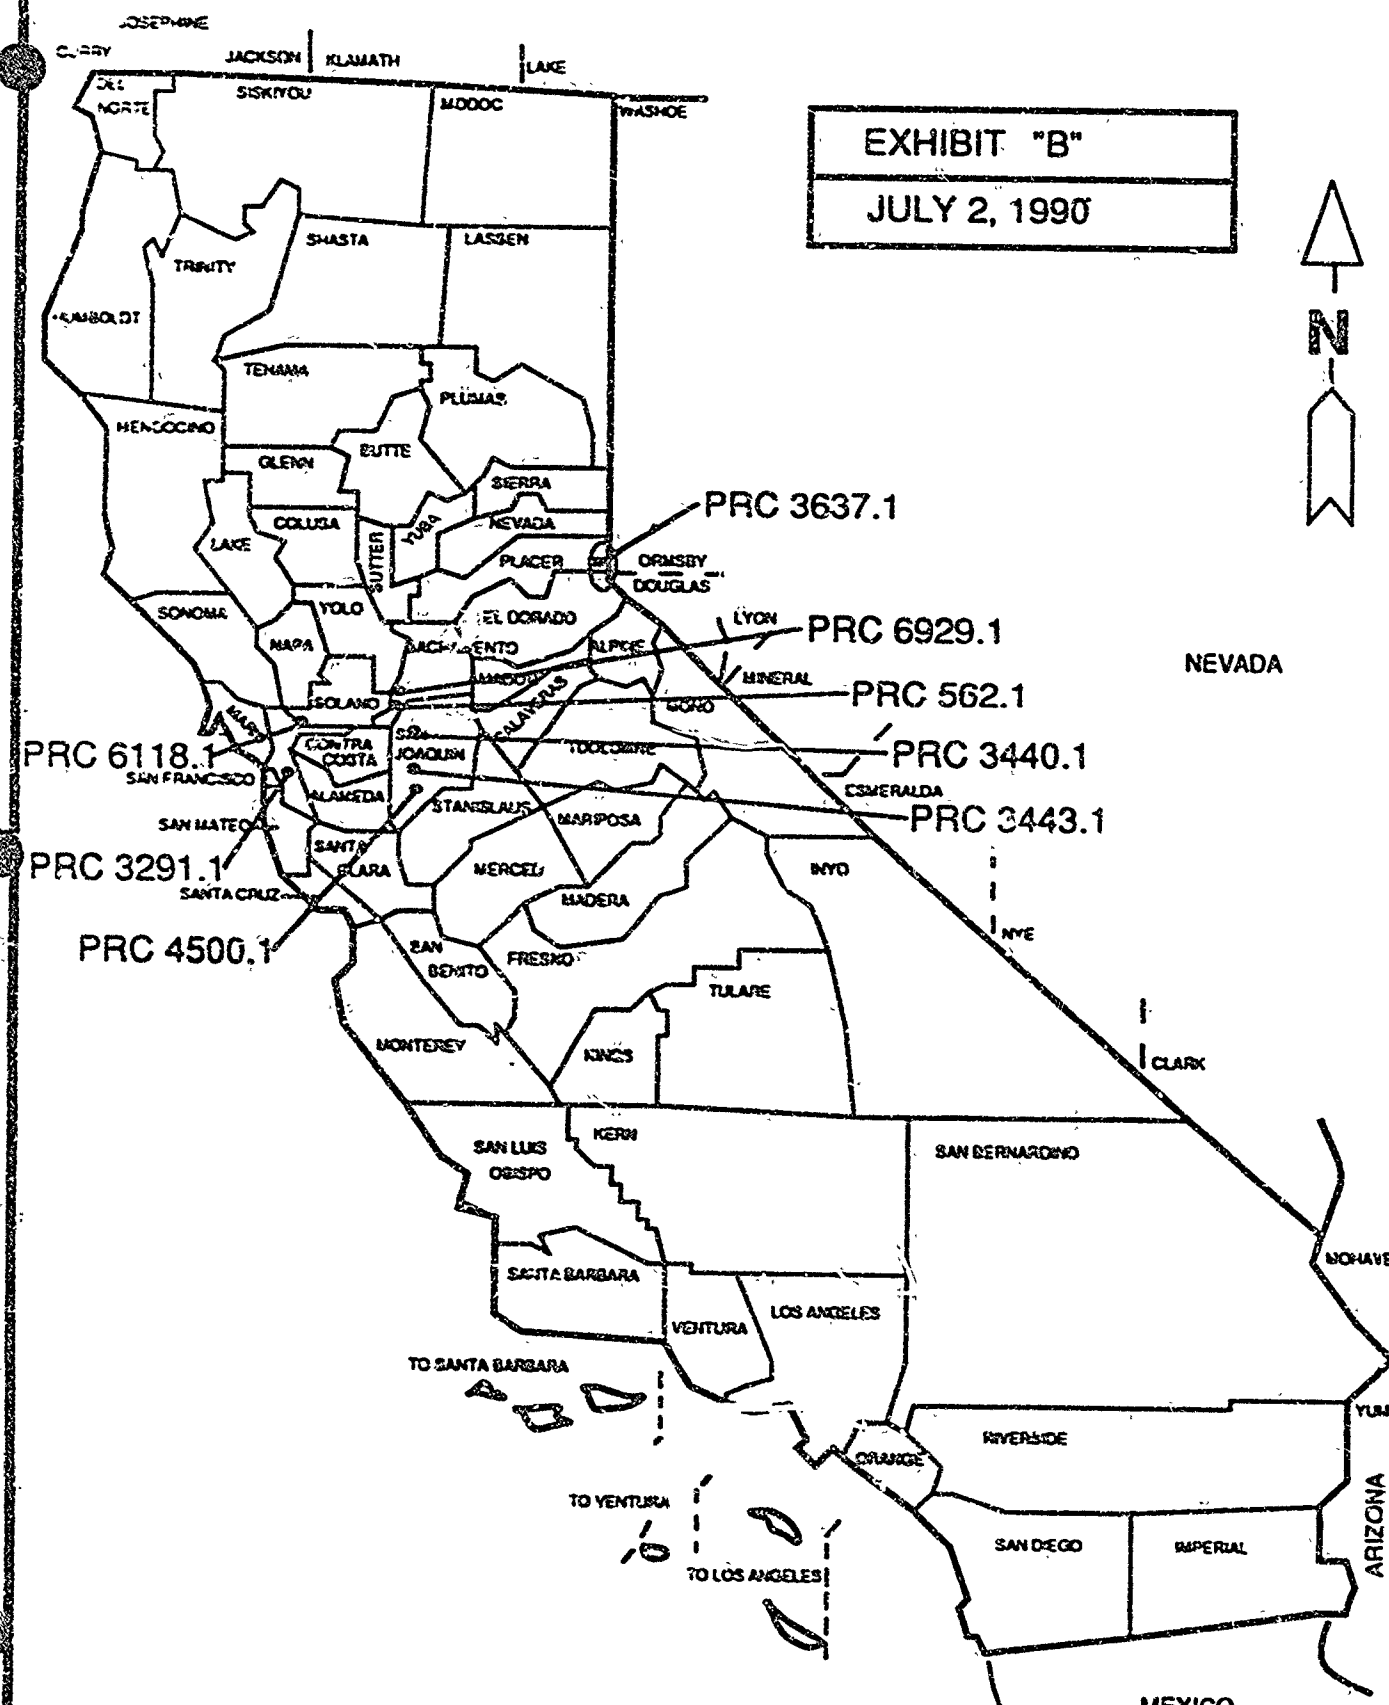 JOSEPHINE
CURRY
JACKSON
KLAMATH
LAKE
DEL
NORTE
SISKIYOU
MODOC
WASHOE
EXHIBIT "B"
JULY 2, 1990
SHASTA
LASSEN
TRINITY
HUMBOLDT
N
TEHAMA
PLUMAS
MENDOCINO
BUTTE
GLENN
SIERRA
PRC 3637.1
COLUSA
YUBA
NEVADA
LAKE
SUTTER
PLACER
ORMSBY
DOUGLAS
SONOMA
YOLO
EL DORADO
LYON
PRC 6929.1
NAPA
SACRAMENTO
ALPINE
NEVADA
AMADOR
MINERAL
SOLANO
CALAVERAS
MONO
PRC 562.1
MARIN
SAN
JOAQUIN
CONTRA
COSTA
TUOLUMNE
PRC 6118.1
PRC 3440.1
SAN FRANCISCO
ALAMEDA
STANISLAUS
ESMERALDA
SAN MATEO
MARIPOSA
PRC 3443.1
SANTA
CLARA
PRC 3291.1
MERCED
INYO
SANTA CRUZ
MADERA
NYE
PRC 4500.1
SAN
BENITO
FRESNO
TULARE
MONTEREY
KINGS
CLARK
KERN
SAN LUIS
OBISPO
SAN BERNARDINO
SANTA BARBARA
MOHAVE
LOS ANGELES
VENTURA
TO SANTA BARBARA
YUM
RIVERSIDE
ORANGE
TO VENTURA
ARIZONA
SAN DIEGO
IMPERIAL
TO LOS ANGELES
MEXICO